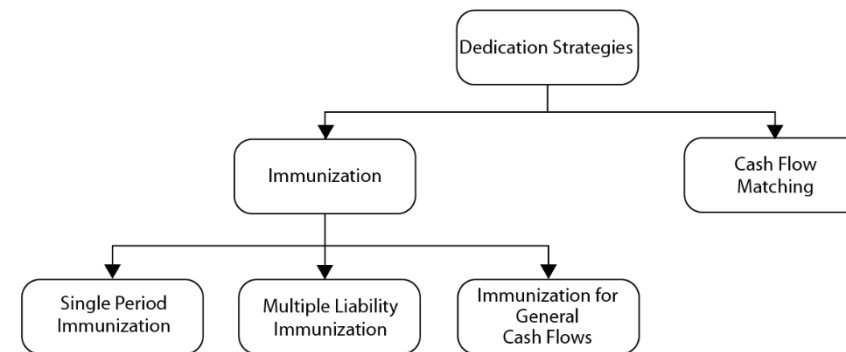 Dedication Strategies
Immunization
Cash Flow
Matching
Single Period
Immunization
Multiple Liability
Immunization
Immunization for
General
Cash Flows